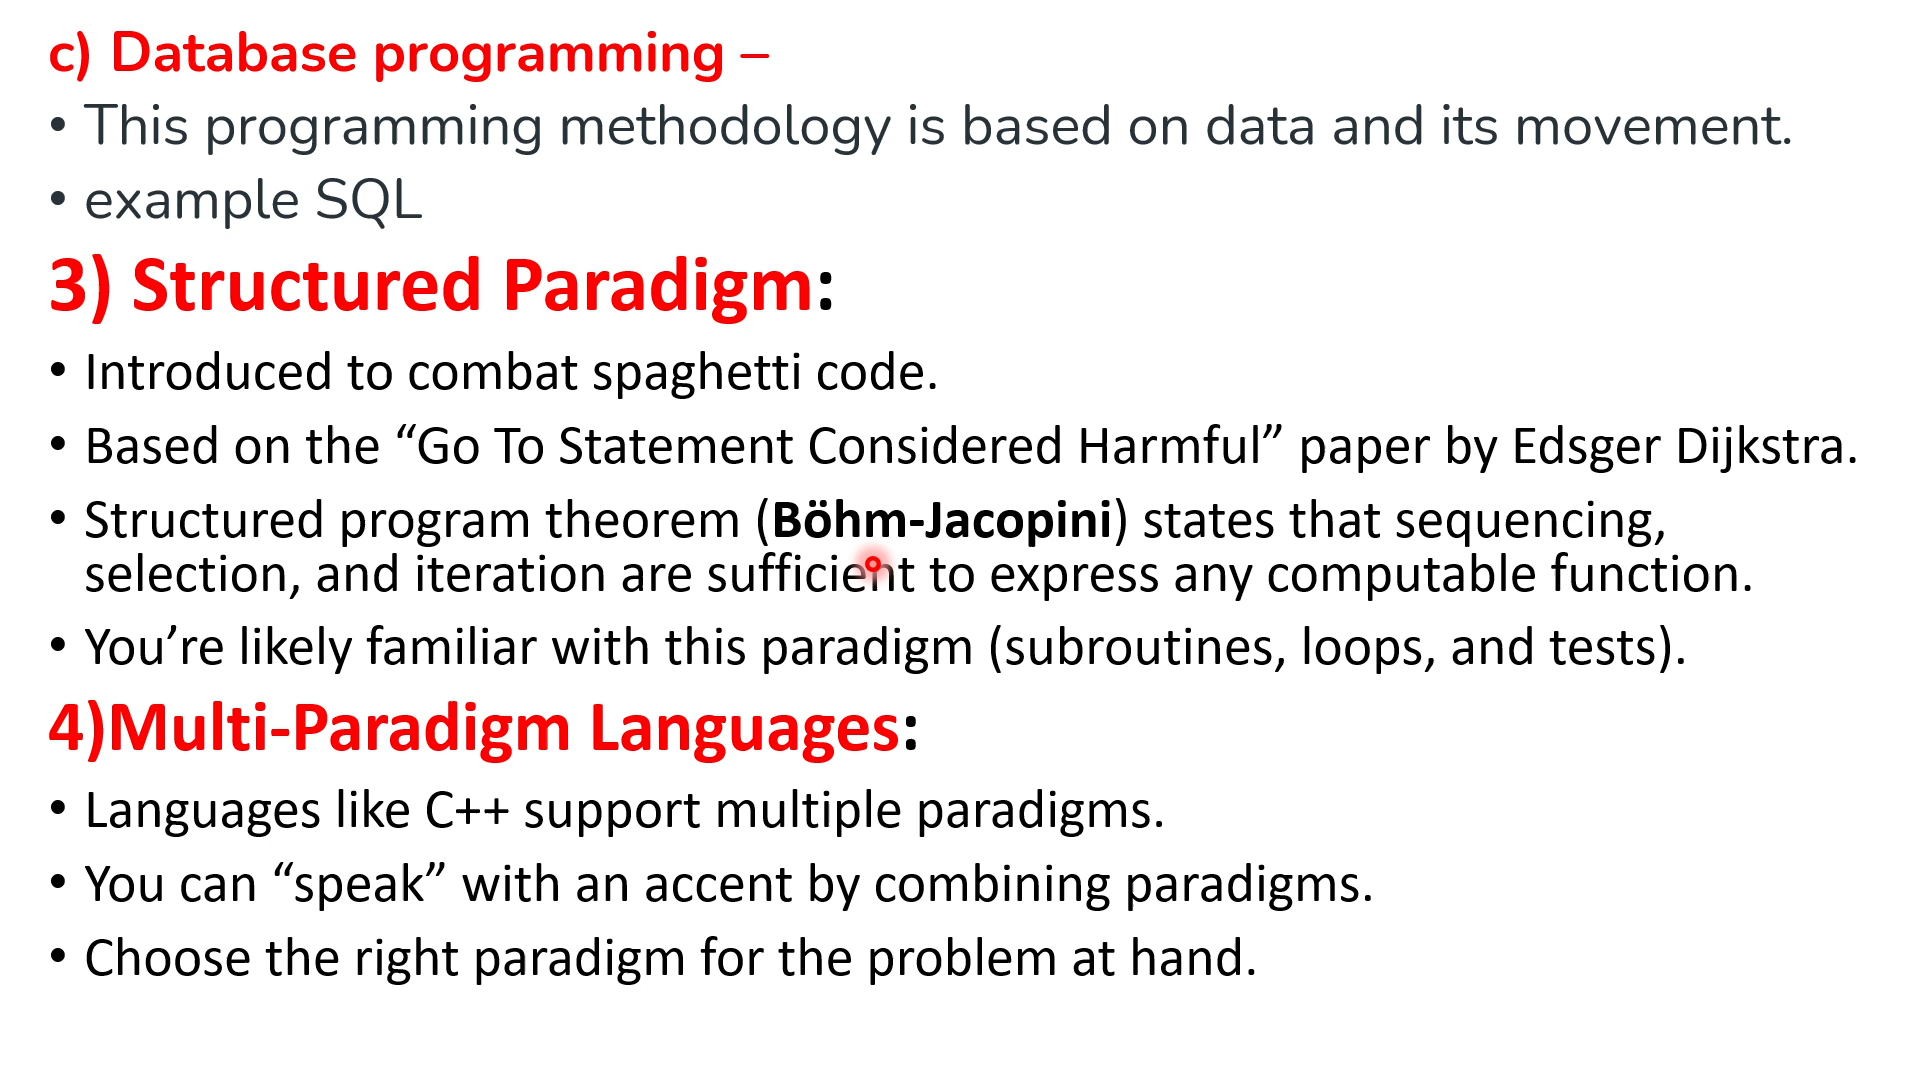 c) Database programming –
• This programming methodology is based on data and its movement.
• example SQL
3) Structured Paradigm:
• Introduced to combat spaghetti code.
• Based on the “Go To Statement Considered Harmful” paper by Edsger Dijkstra.
• Structured program theorem (Böhm-Jacopini) states that sequencing,
selection, and iteration are sufficient to express any computable function.
• You’re likely familiar with this paradigm (subroutines, loops, and tests).
4)Multi-Paradigm Languages:
• Languages like C++ support multiple paradigms.
• You can “speak” with an accent by combining paradigms.
• Choose the right paradigm for the problem at hand.